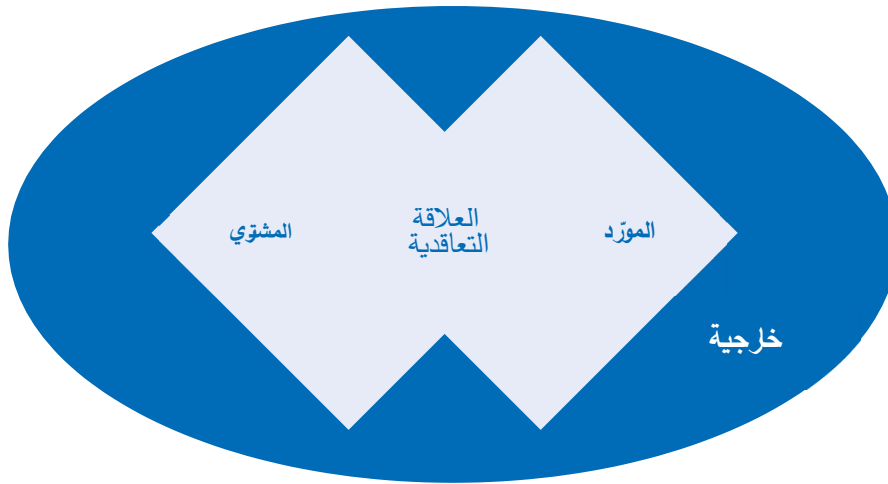 المورّد
العلاقة
التعاقدية
المشتري
خارجية